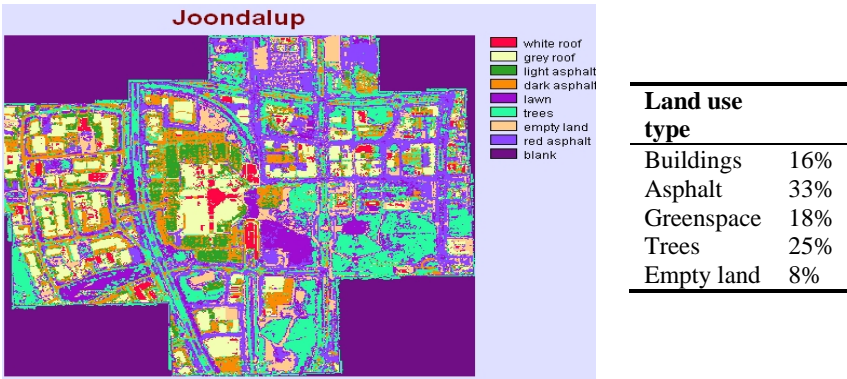 Joondalup
white roof
grey roof
light asphalt
dark asphalt
lawn
trees
empty land
red asphalt
blank
Land use
type
Buildings 16%
Asphalt 33%
Greenspace 18%
Trees 25%
Empty land 8%